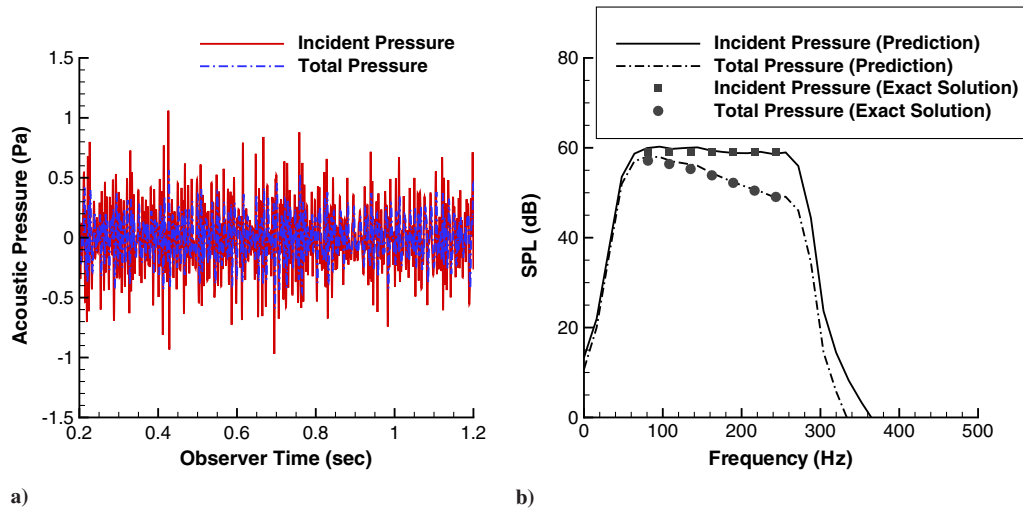 Incident Pressure
Total Pressure
Acoustic Pressure (Pa)
1.5
1
0.5
0
-0.5
-1
-1.5
0.2
0.4
0.6
0.8
1
1.2
Observer Time (sec)
a)
Incident Pressure (Prediction)
Total Pressure (Prediction)
Incident Pressure (Exact Solution)
Total Pressure (Exact Solution)
SPL (dB)
80
60
40
20
0
0
100
200
300
400
500
Frequency (Hz)
b)